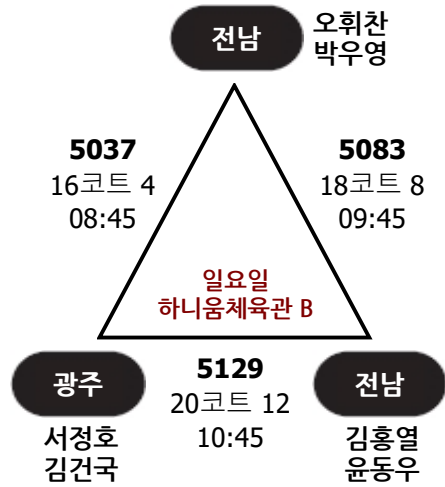 전남
오휘찬
박우영
5037
16코트 4
08:45
5083
18코트 8
09:45
일요일
하니움체육관 B
광주
서정호
김건국
5129
20코트 12
10:45
전남
김홍열
윤동우